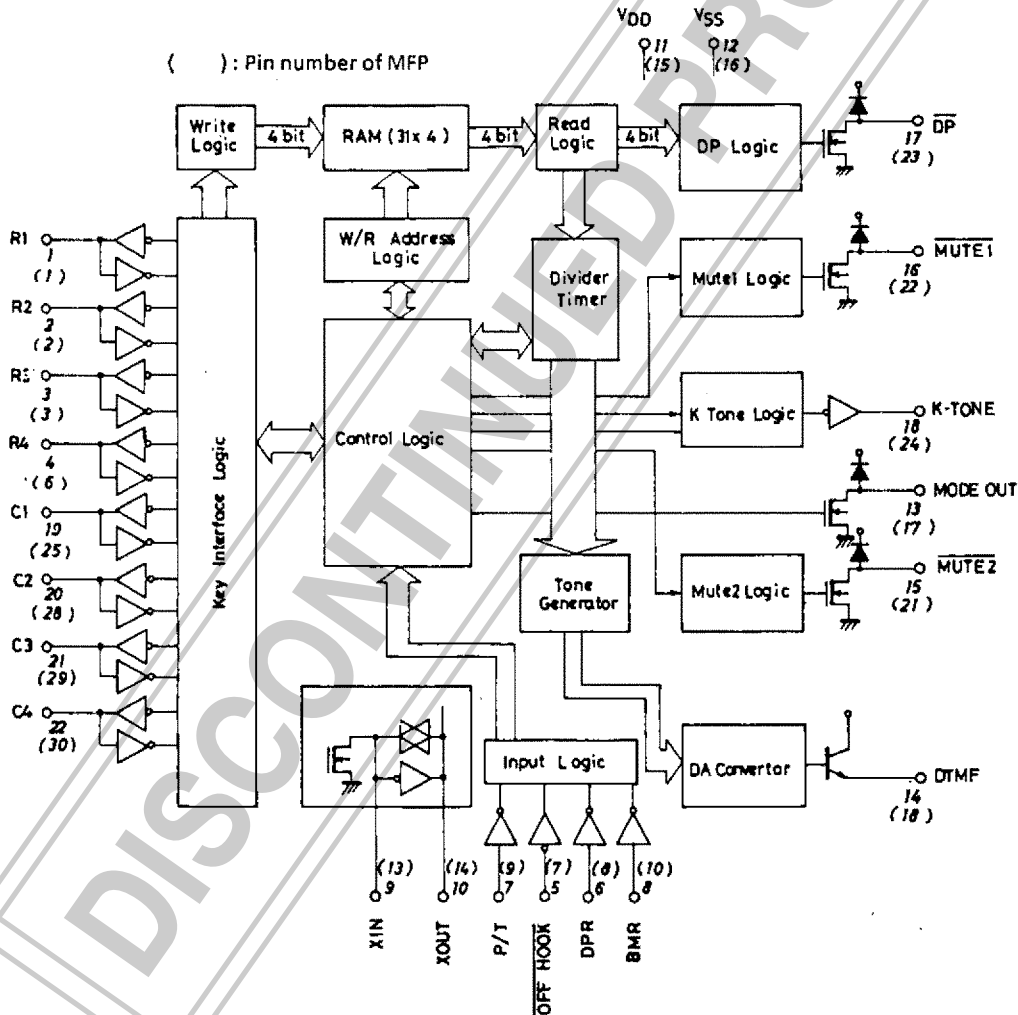 VDD VSS
11 12
(15) (16)
( ) : Pin number of MFP
Write Logic
4 bit
RAM (31x 4)
4 bit
Read Logic
4 bit
DP Logic
DP
17
(23)
W/R Address Logic
Divider Timer
Mute1 Logic
MUTE1
16
(22)
Key Interface Logic
Control Logic
K Tone Logic
K-TONE
18
(24)
MODE OUT
13
(17)
Tone Generator
Mute2 Logic
MUTE2
15
(21)
R1
1
(1)
R2
2
(2)
R3
3
(3)
R4
4
(6)
C1
19
(25)
C2
20
(28)
C3
21
(29)
C4
22
(30)
Input Logic
DA Convertor
DTMF
14
(18)
(13) (14) (9) (7) (8) (10)
9 10 7 5 6 8
XIN
XOUT
P/T
OFF HOOK
DPR
BMR
DISCONTINUED PRO